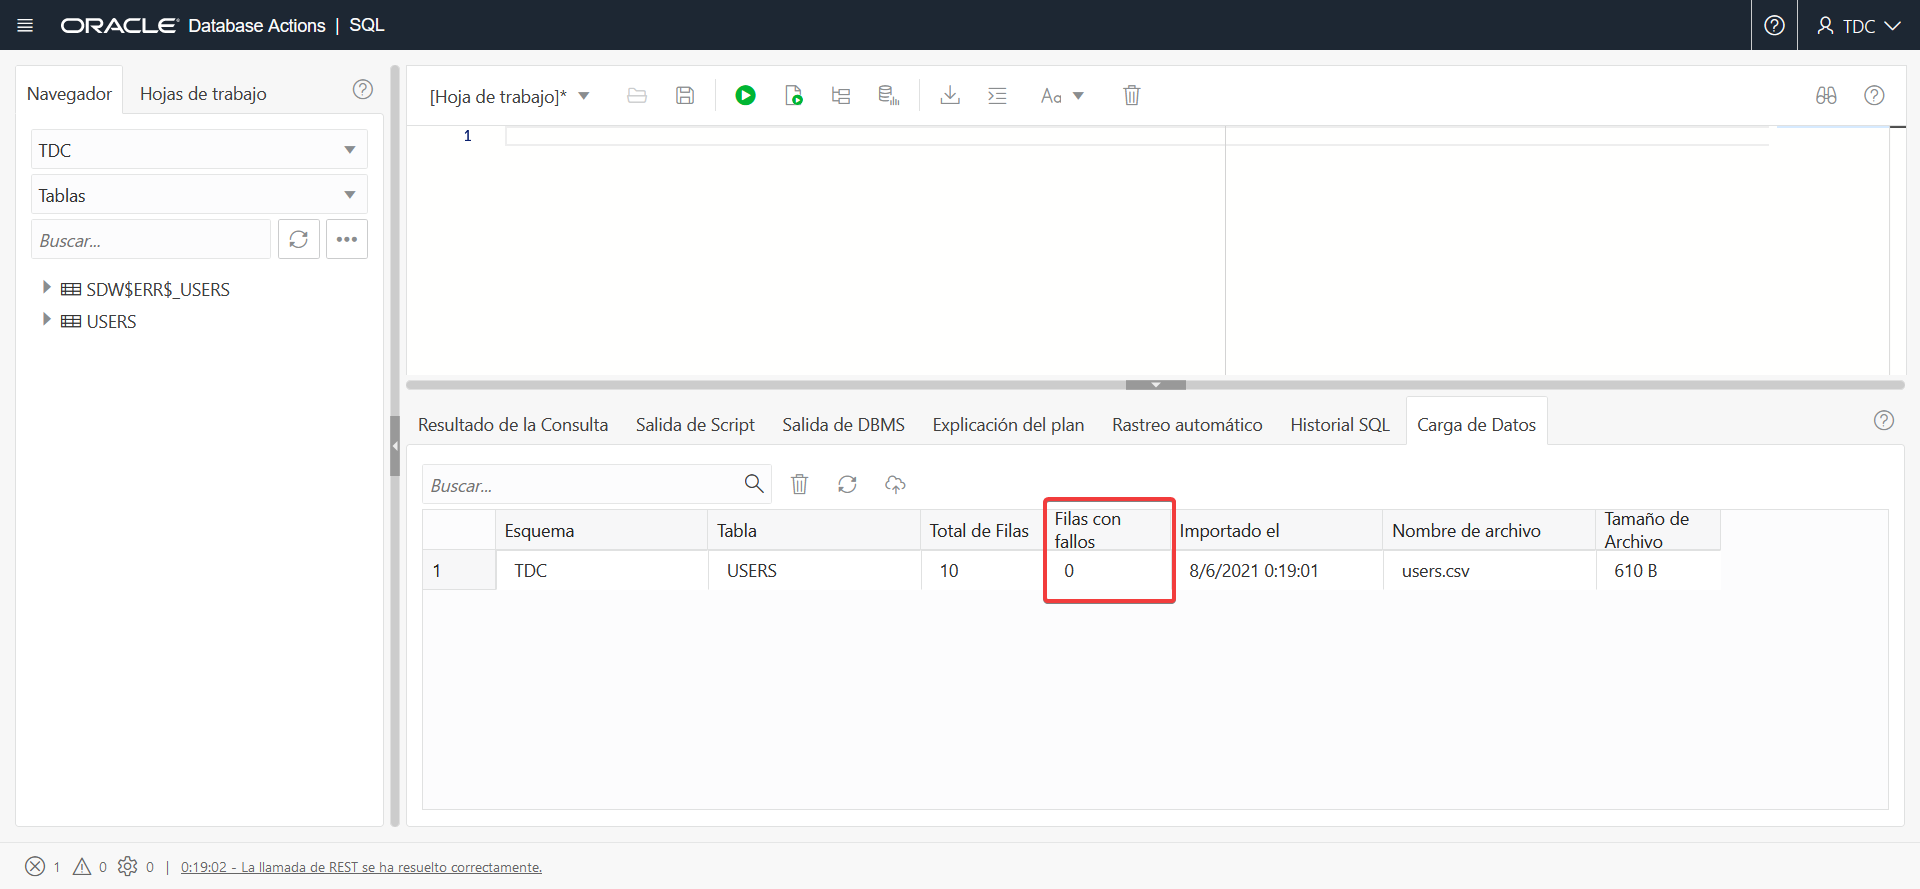 ORACLE Database Actions | SQL
TDC
Navegador
Hojas de trabajo
[Hoja de trabajo]*
Aa
TDC
Tablas
Buscar...
SDW$ERR$_USERS
USERS
1
Resultado de la Consulta
Salida de Script
Salida de DBMS
Explicación del plan
Rastreo automático
Historial SQL
Carga de Datos
Buscar...
Esquema
Tabla
Total de Filas
Filas con
fallos
Importado el
Nombre de archivo
Tamaño de
Archivo
1
TDC
USERS
10
0
8/6/2021 0:19:01
users.csv
610 B
1
0
0
| 0:19:02 - La llamada de REST se ha resuelto correctamente.